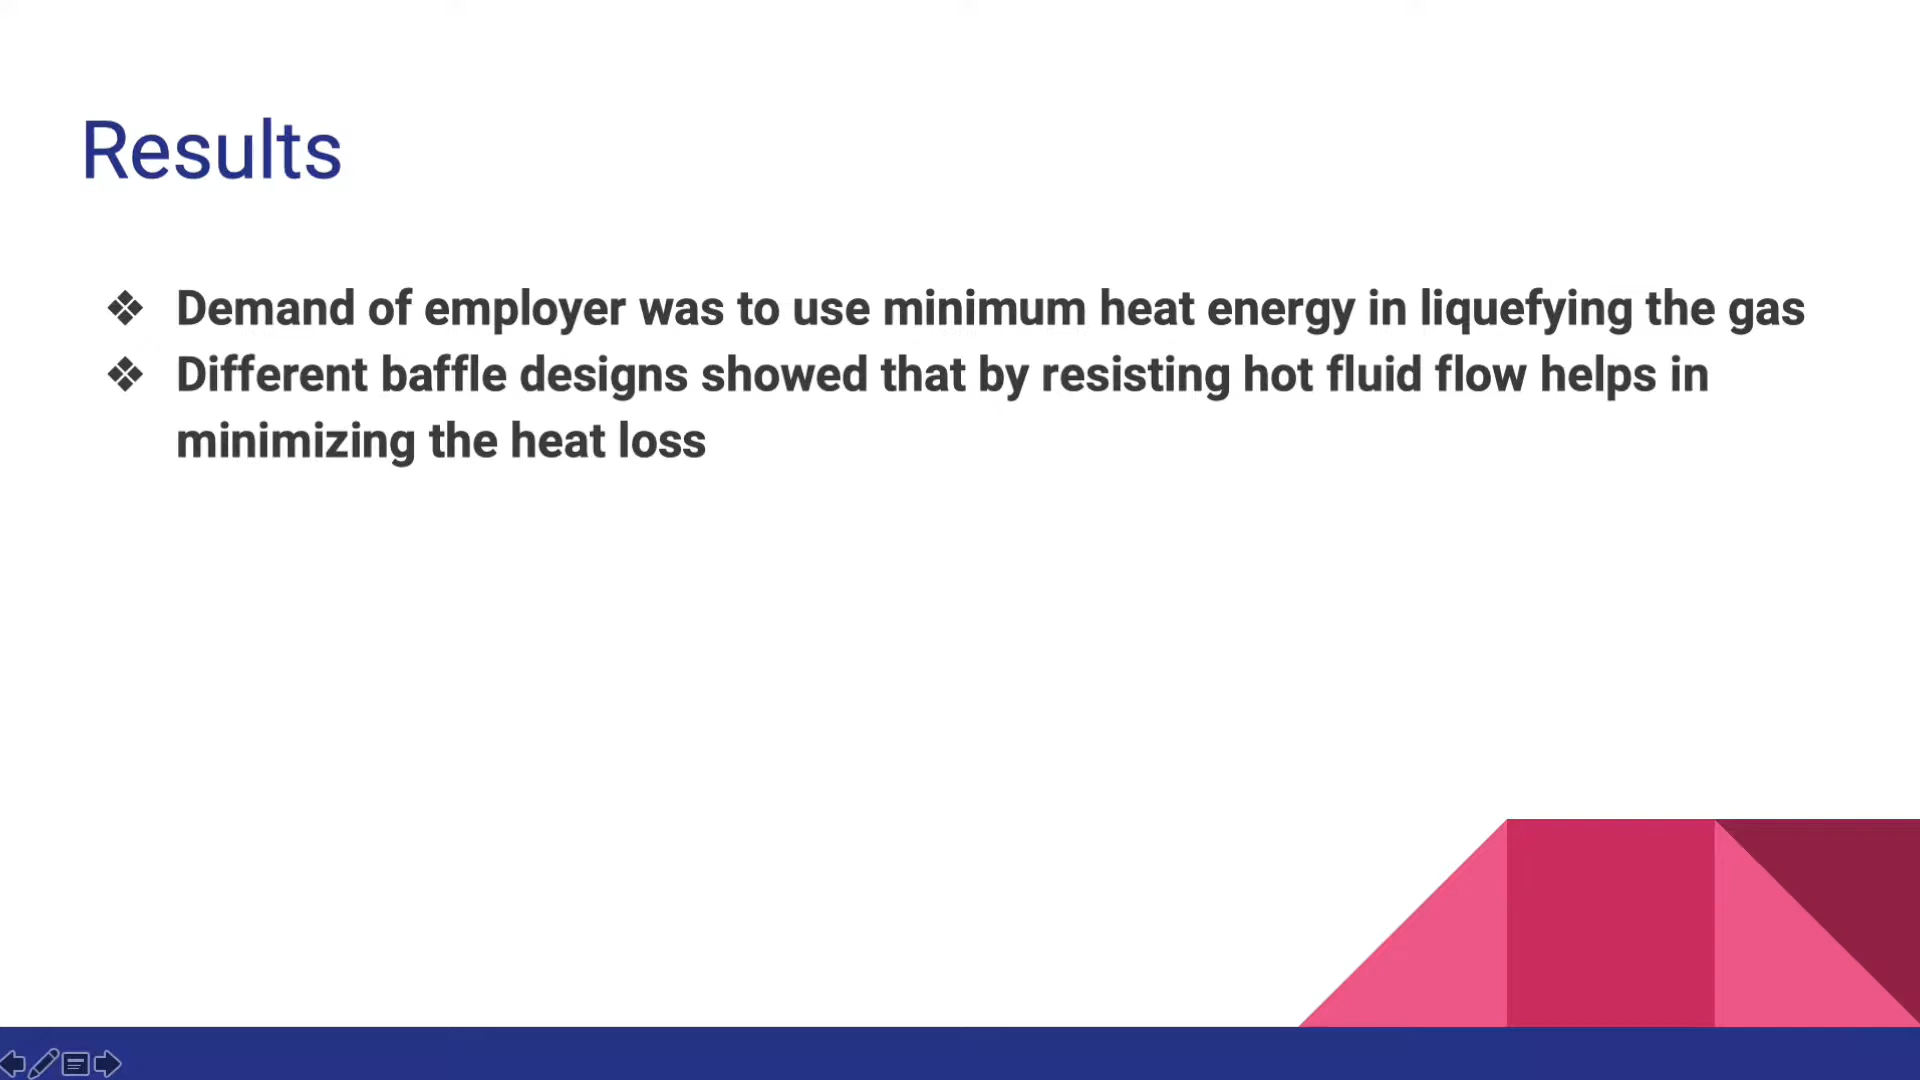 Results
❖ Demand of employer was to use minimum heat energy in liquefying the gas
❖ Different baffle designs showed that by resisting hot fluid flow helps in
minimizing the heat loss